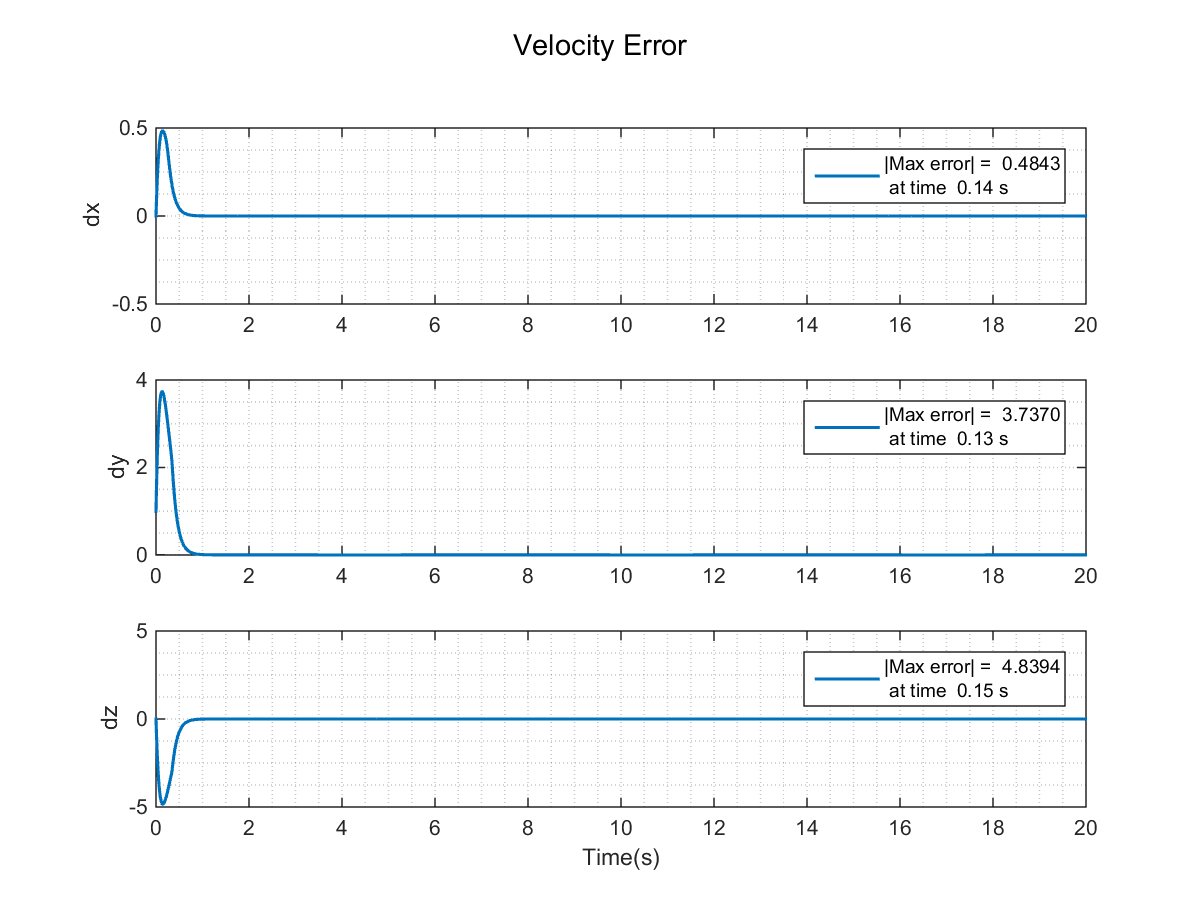 Velocity Error
0.5
0
-0.5
dx
|Max error| =  0.4843
at time  0.14 s
0 2 4 6 8 10 12 14 16 18 20
4
2
0
dy
|Max error| =  3.7370
at time  0.13 s
0 2 4 6 8 10 12 14 16 18 20
5
0
-5
dz
|Max error| =  4.8394
at time  0.15 s
0 2 4 6 8 10 12 14 16 18 20
Time(s)